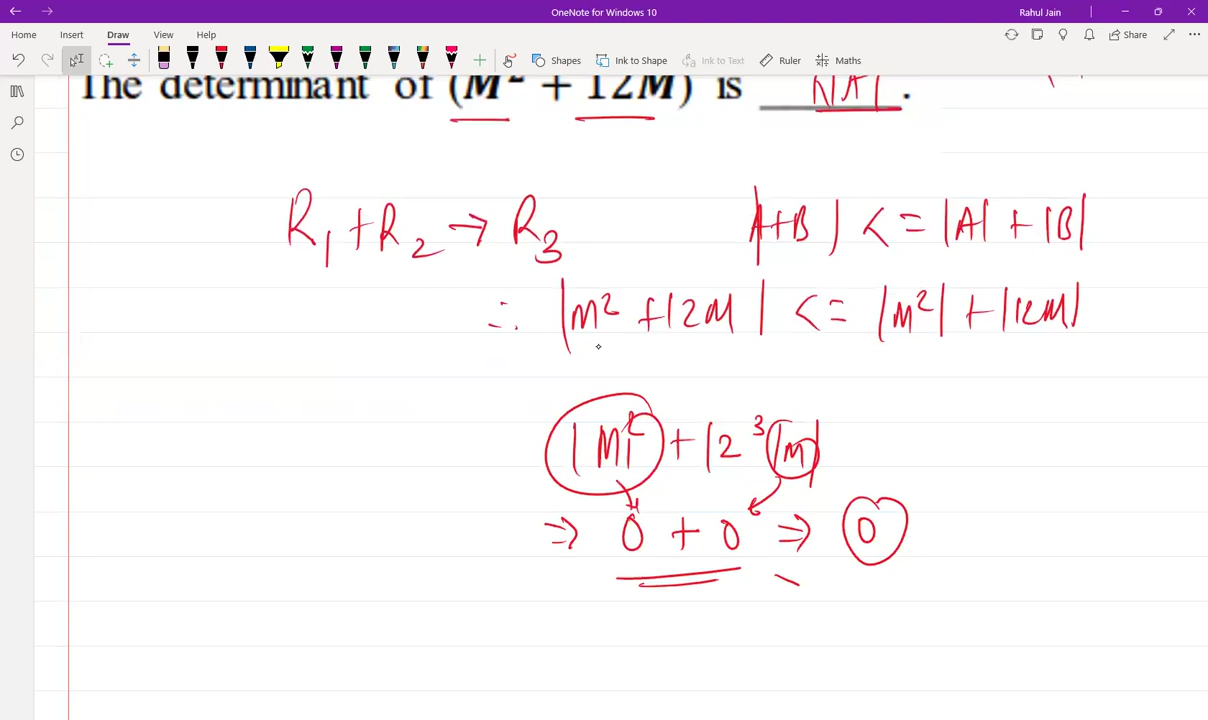 OneNote for Windows 10
Rahul Jain
Home Insert Draw View Help
Share
Shapes Ink to Shape Ink to Text Ruler Maths
The determinant of (M² + 12M) is NAT.
R₁ + R₂ → R₃
|A+B| <= |A| + |B|
∴ |M² + 12M| <= |M²| + |12M|
|M|² + 12³ |M|
⇒ 0 + 0 ⇒ 0